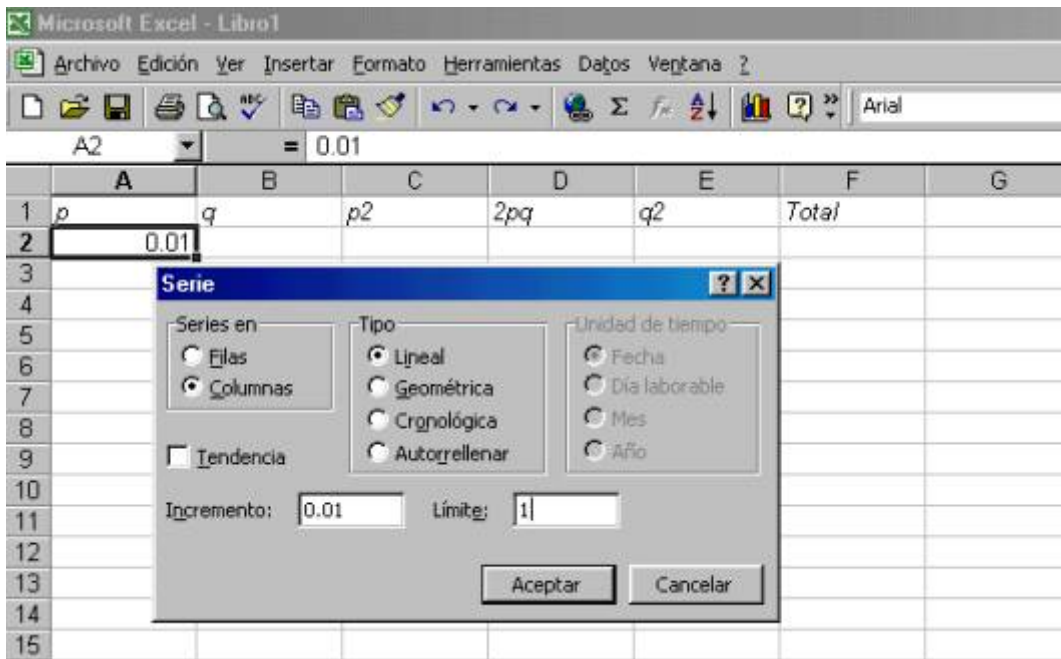 Microsoft Excel - Libro1
Archivo Edición Ver Insertar Formato Herramientas Datos Ventana ?
ABC Σ fx A Z ? Arial
A2 = 0.01
A B C D E F G
1 p q p2 2pq q2 Total
2 0.01
3
Serie ? X
4
5
6
7
8
9
10
11
12
13
14
15
Series en Tipo Unidad de tiempo
Filas Lineal Fecha
Columnas Geométrica Día laborable
Cronológica Mes
Tendencia Autorrellenar Año
Incremento: 0.01 Límite: 1
Aceptar Cancelar